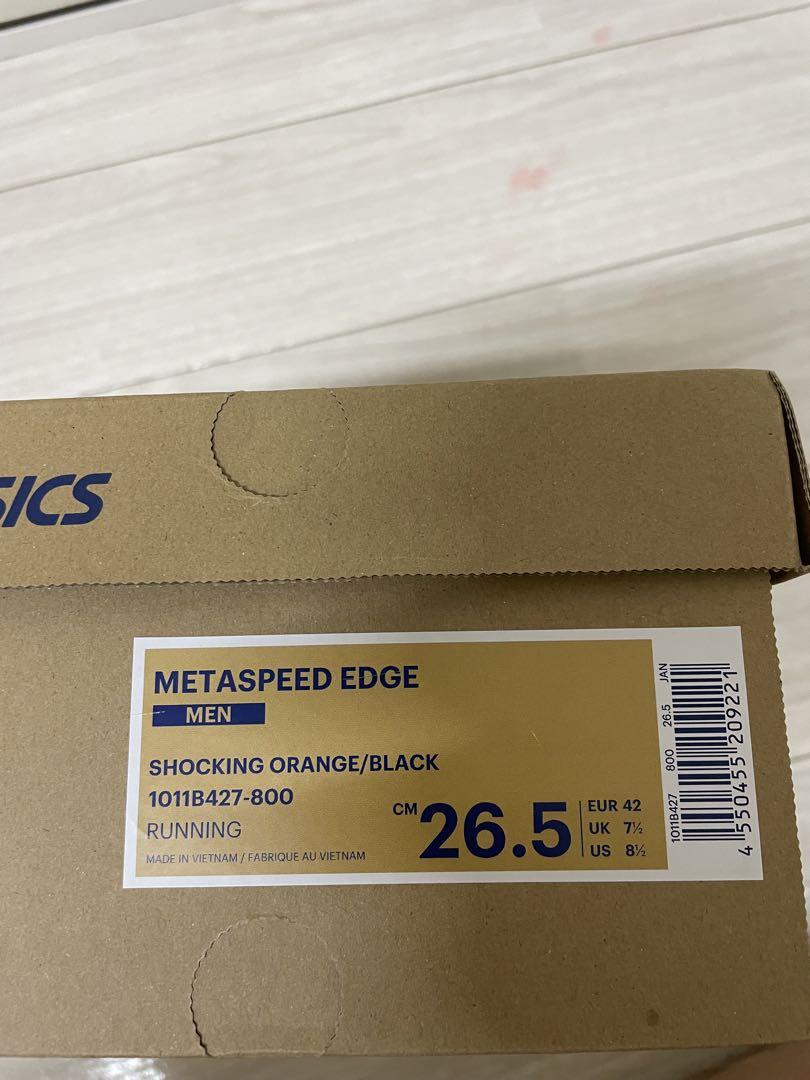 SICS
METASPEED EDGE
MEN
SHOCKING ORANGE/BLACK
1011B427-800
RUNNING
MADE IN VIETNAM / FABRIQUE AU VIETNAM
CM 26.5
EUR 42
UK 7½
US 8½
1011B427 800 26.5 JAN
4 550455 209221